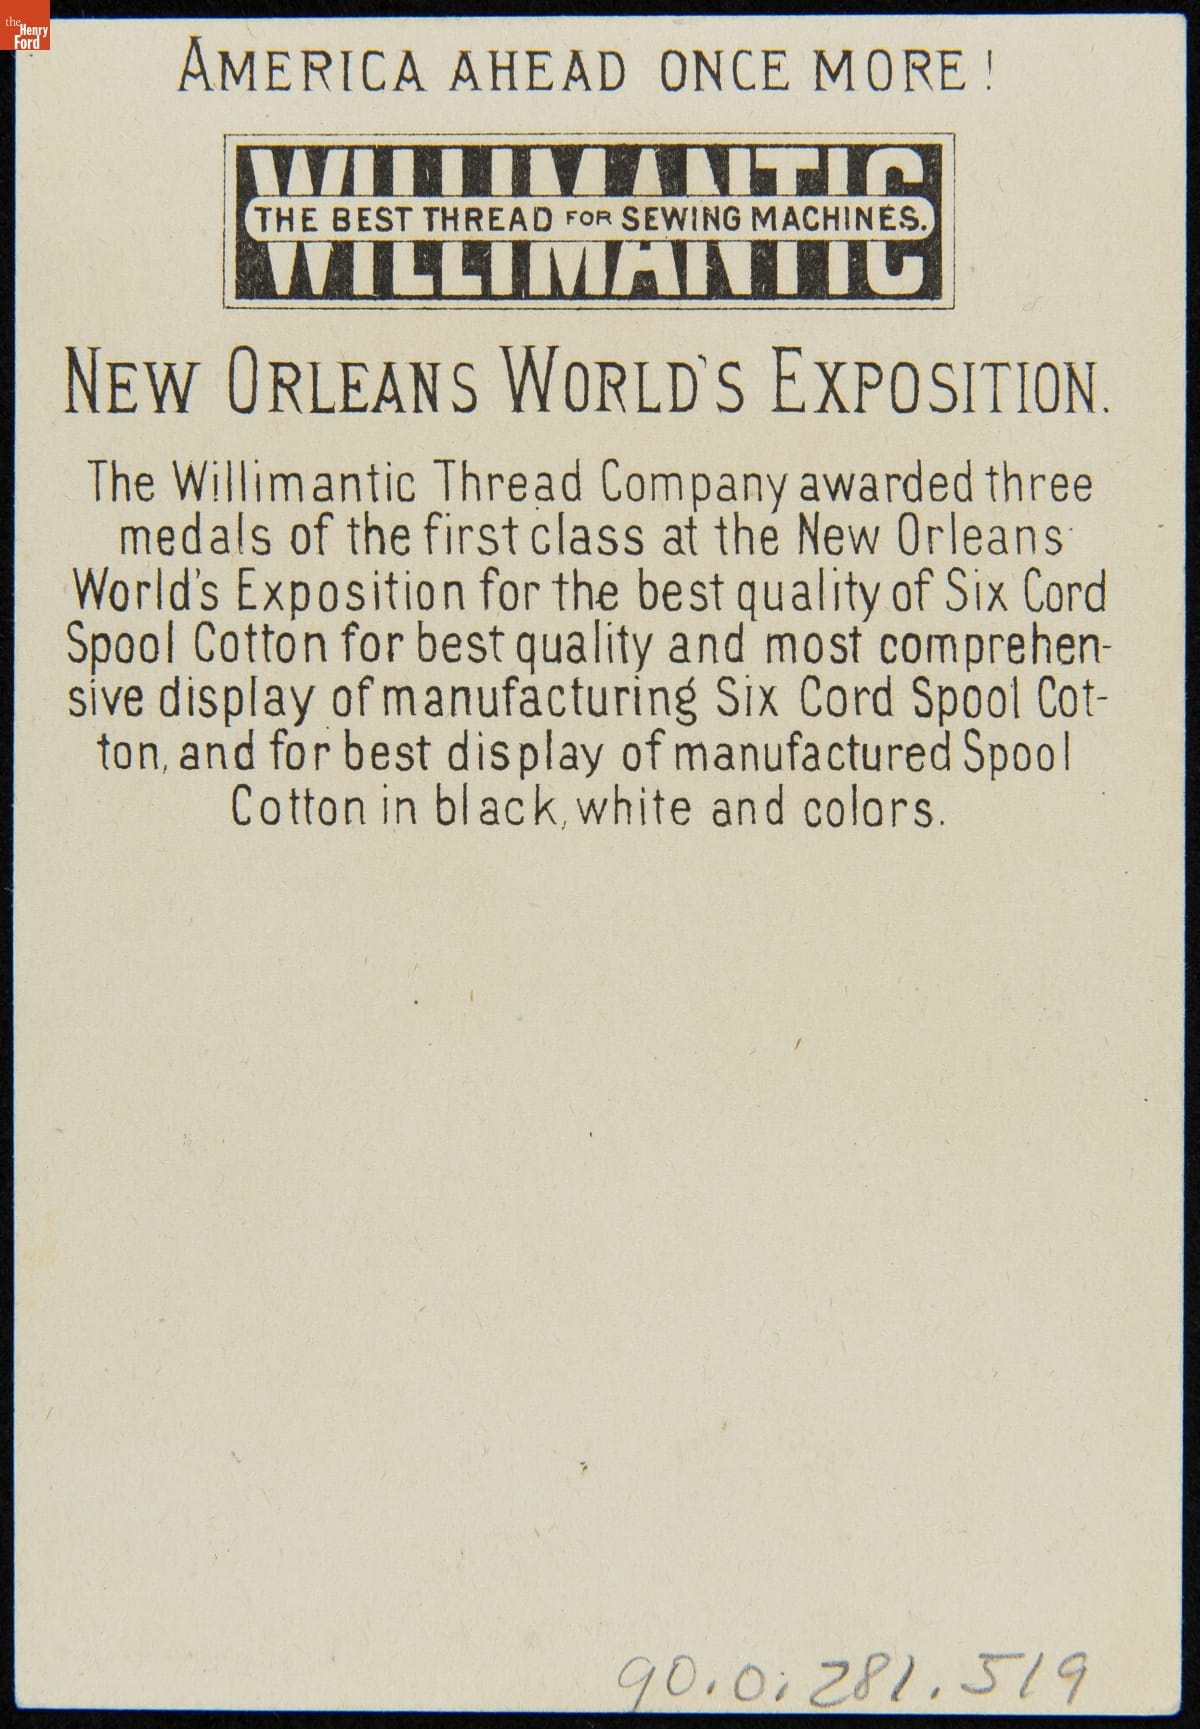 the Henry Ford
AMERICA AHEAD ONCE MORE!
WILLIMANTIC
THE BEST THREAD FOR SEWING MACHINES.
NEW ORLEANS WORLD'S EXPOSITION.
The Willimantic Thread Company awarded three
medals of the first class at the New Orleans
World's Exposition for the best quality of Six Cord
Spool Cotton for best quality and most comprehen-
sive display of manufacturing Six Cord Spool Cot-
ton, and for best display of manufactured Spool
Cotton in black, white and colors.
90.0.281.519